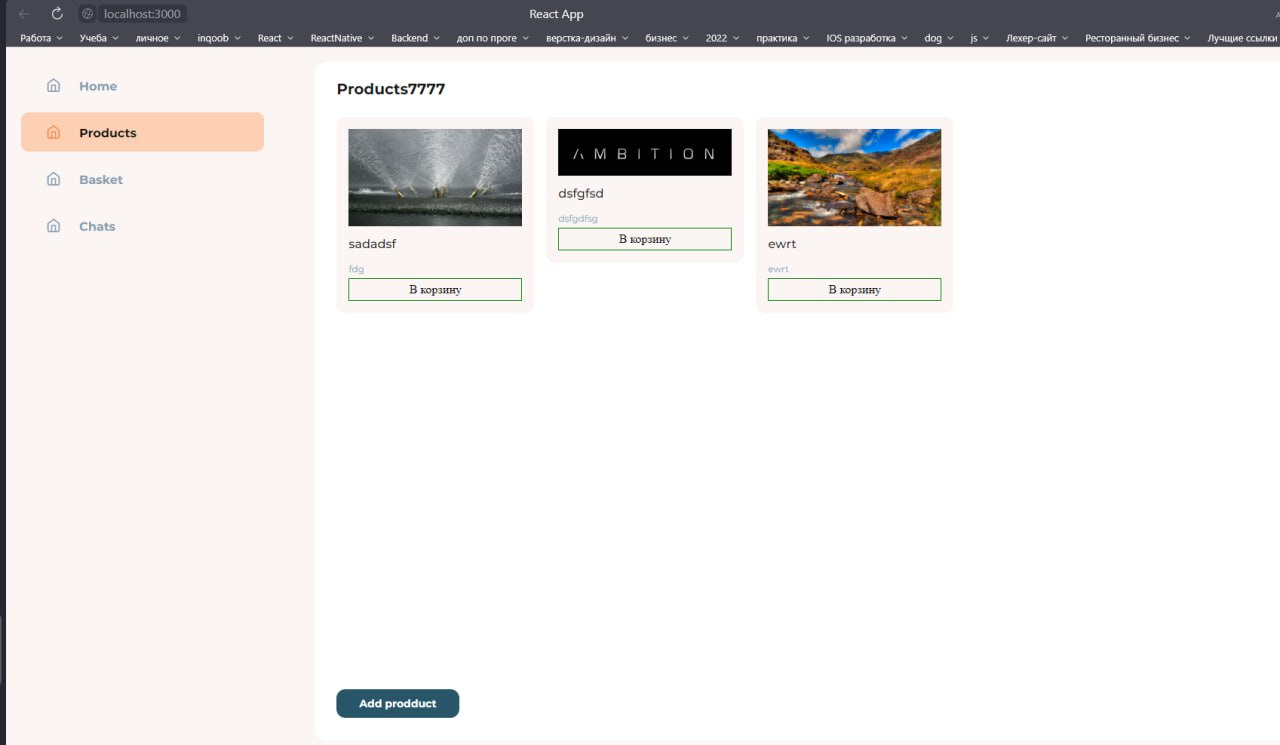 localhost:3000
React App
Работа Учеба личное inqoob React ReactNative Backend доп по проге верстка-дизайн бизнес 2022 практика IOS разработка dog js Лехер-сайт Ресторанный бизнес Лучшие ссылки
Home
Products
Basket
Chats
Products7777
sadadsf
fdg
В корзину
AMBITION
dsfgfsd
dsfgdfsg
В корзину
ewrt
ewrt
В корзину
Add prodduct